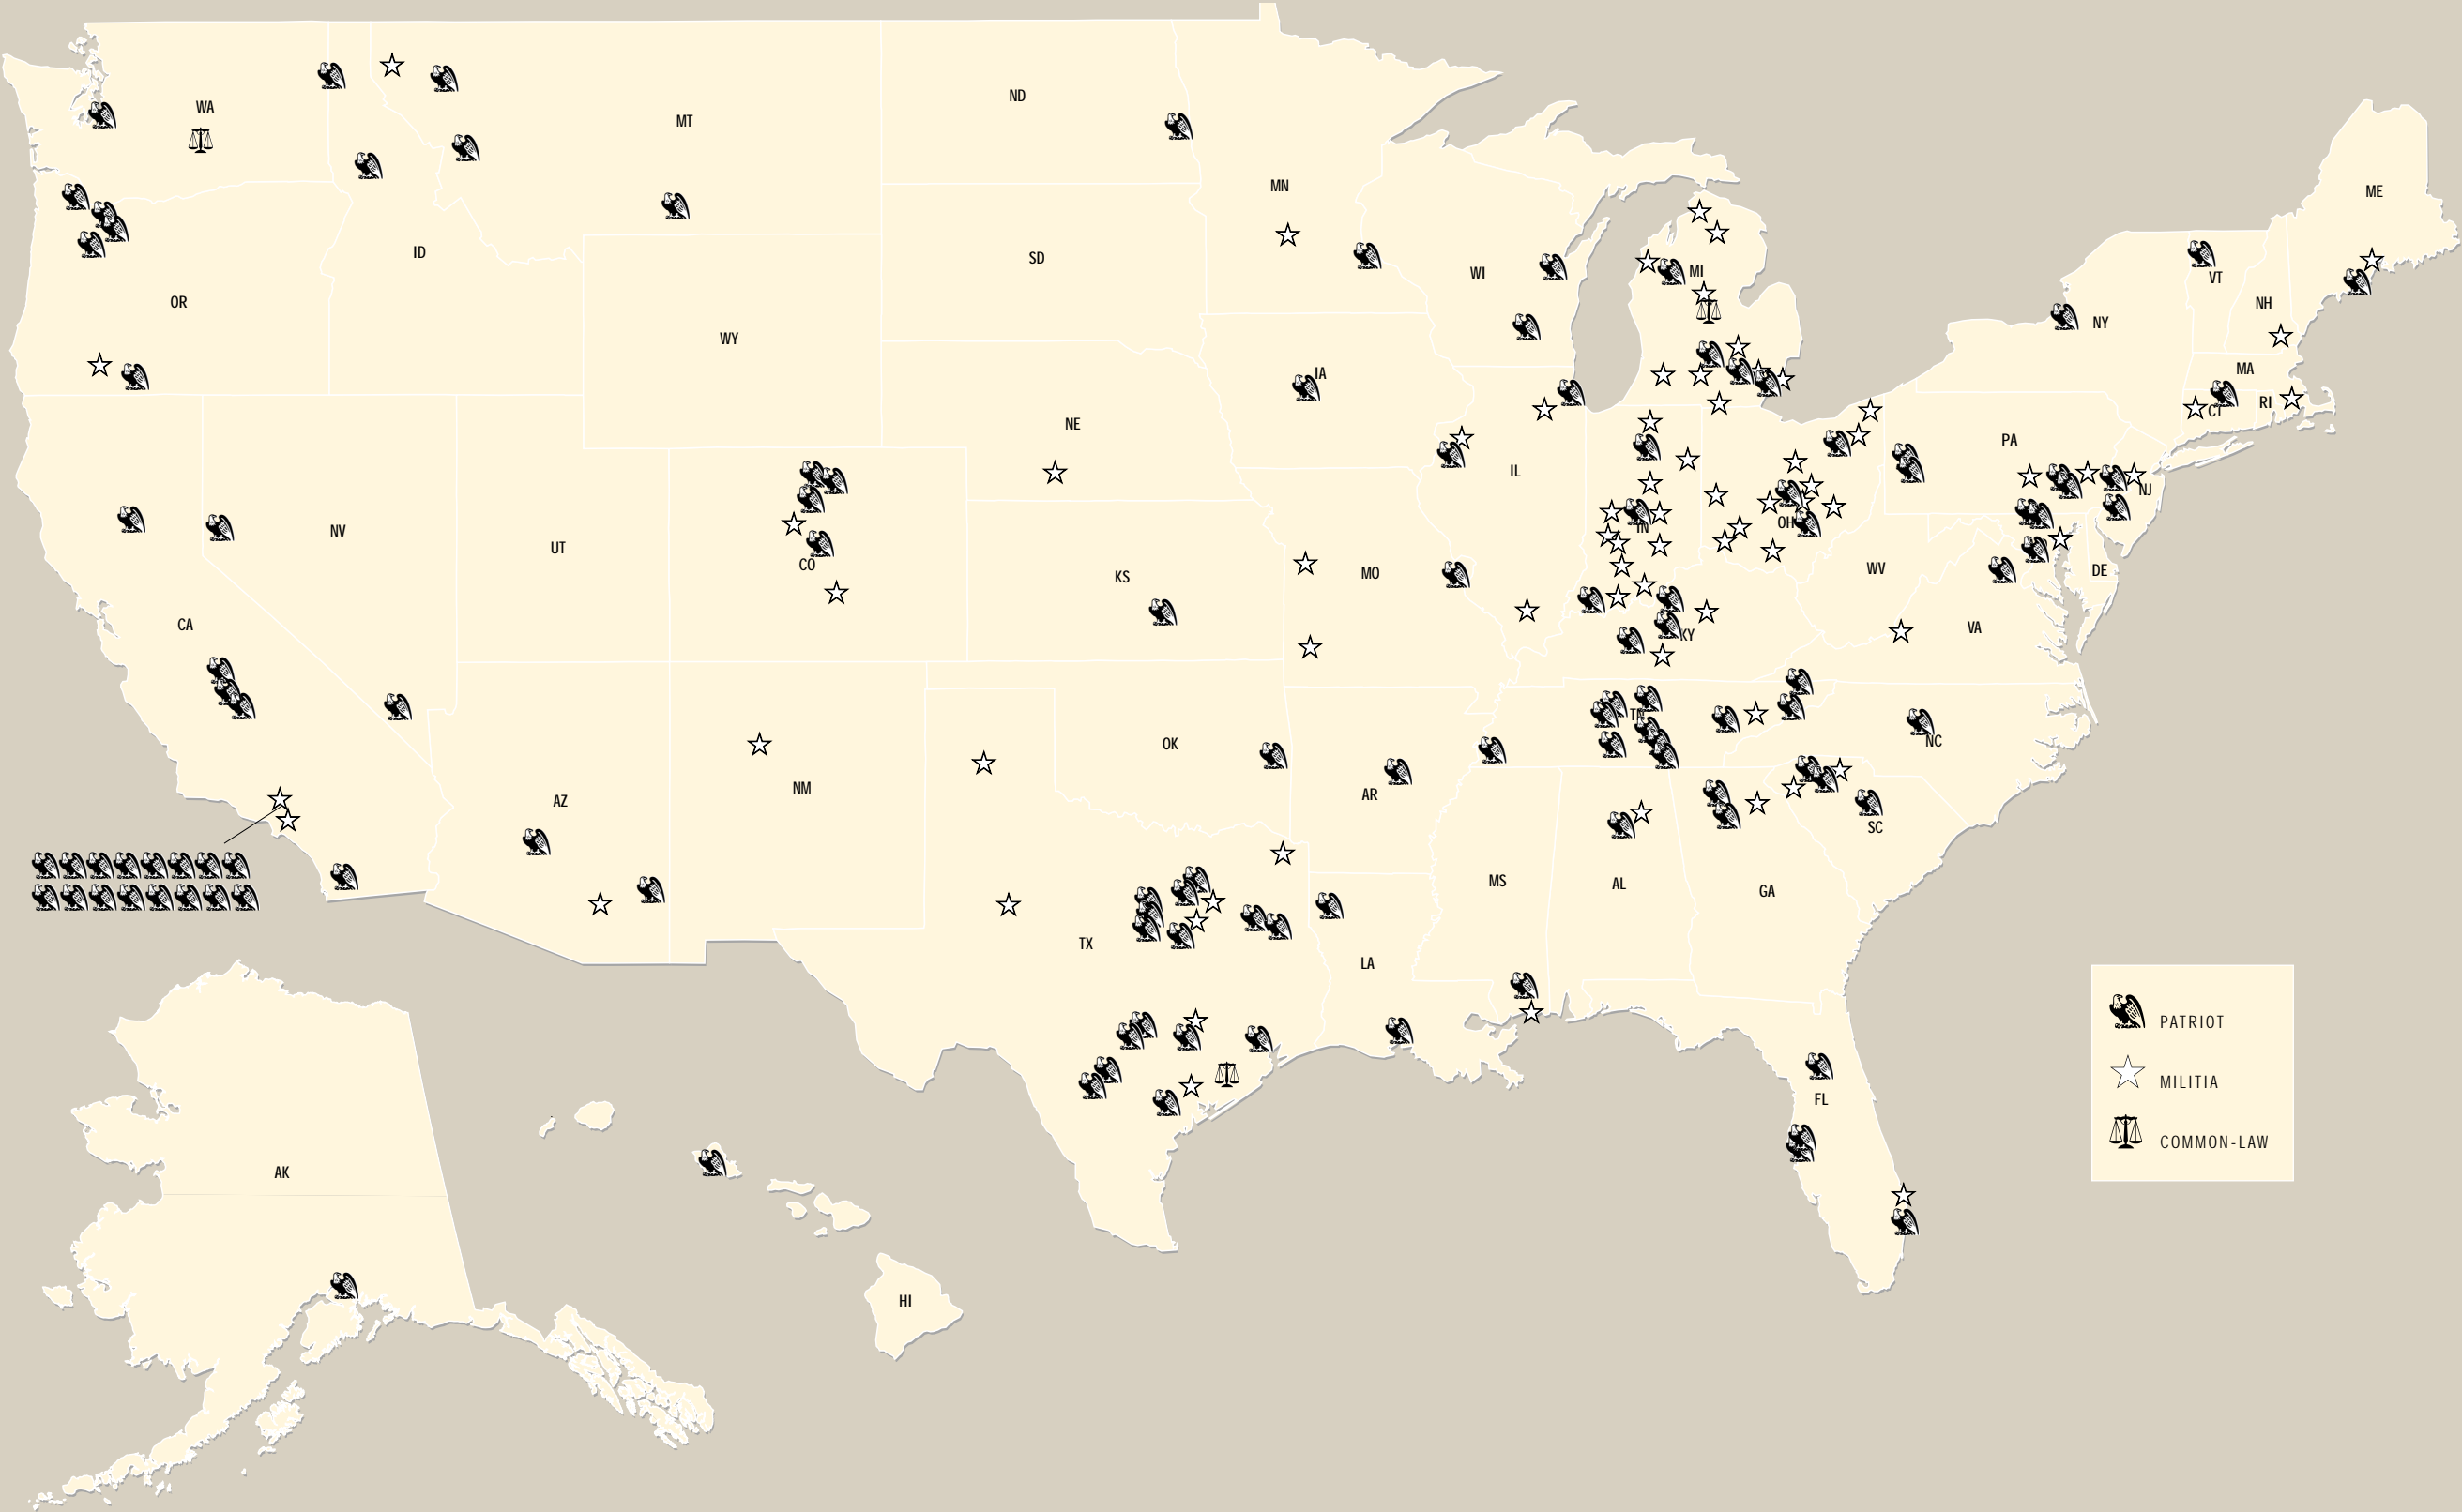 WA
MT
ND
MN
ME
ID
SD
WI
MI
VT
OR
NH
NY
WY
MA
IA
CT
RI
NE
PA
IL
NJ
NV
UT
CO
KS
MO
IN
OH
WV
DE
CA
KY
VA
TN
NC
OK
AZ
NM
AR
SC
MS
AL
GA
TX
LA
PATRIOT
MILITIA
FL
COMMON-LAW
AK
HI